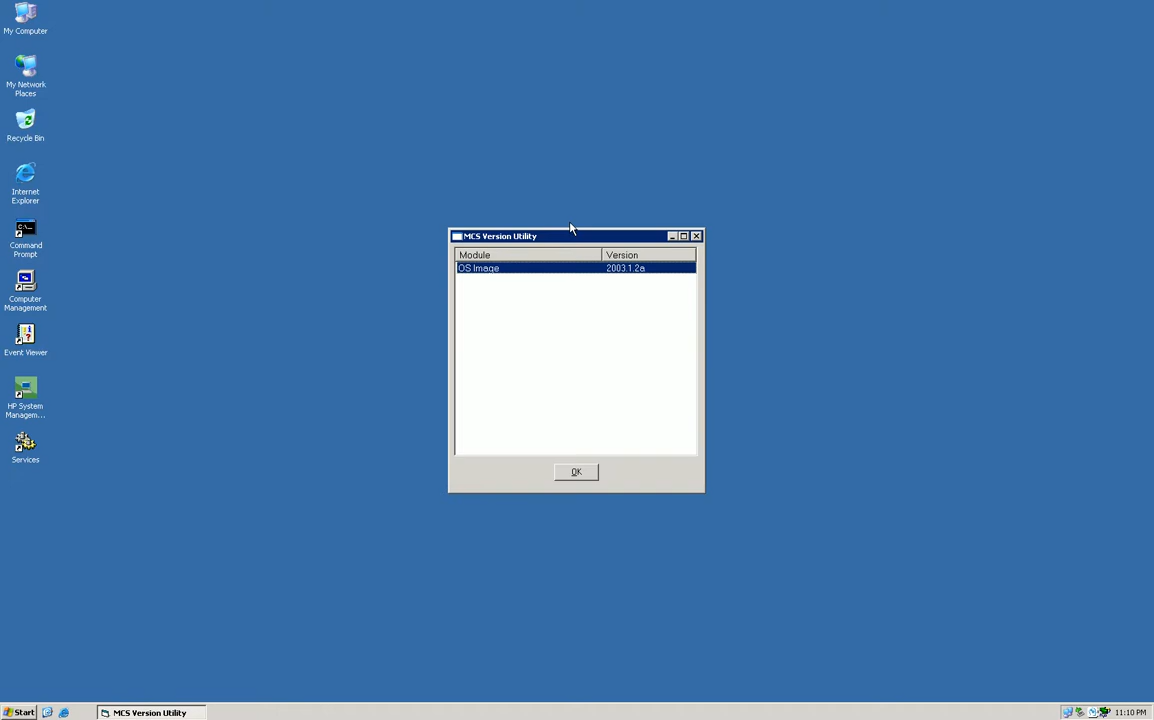 My Computer
My Network
Places
Recycle Bin
Internet
Explorer
C:\_
Command
Prompt
Computer
Management
Event Viewer
HP System
Managem...
Services
MCS Version Utility
Module Version
OS Image 2003.1.2a
OK
Start MCS Version Utility 11:10 PM